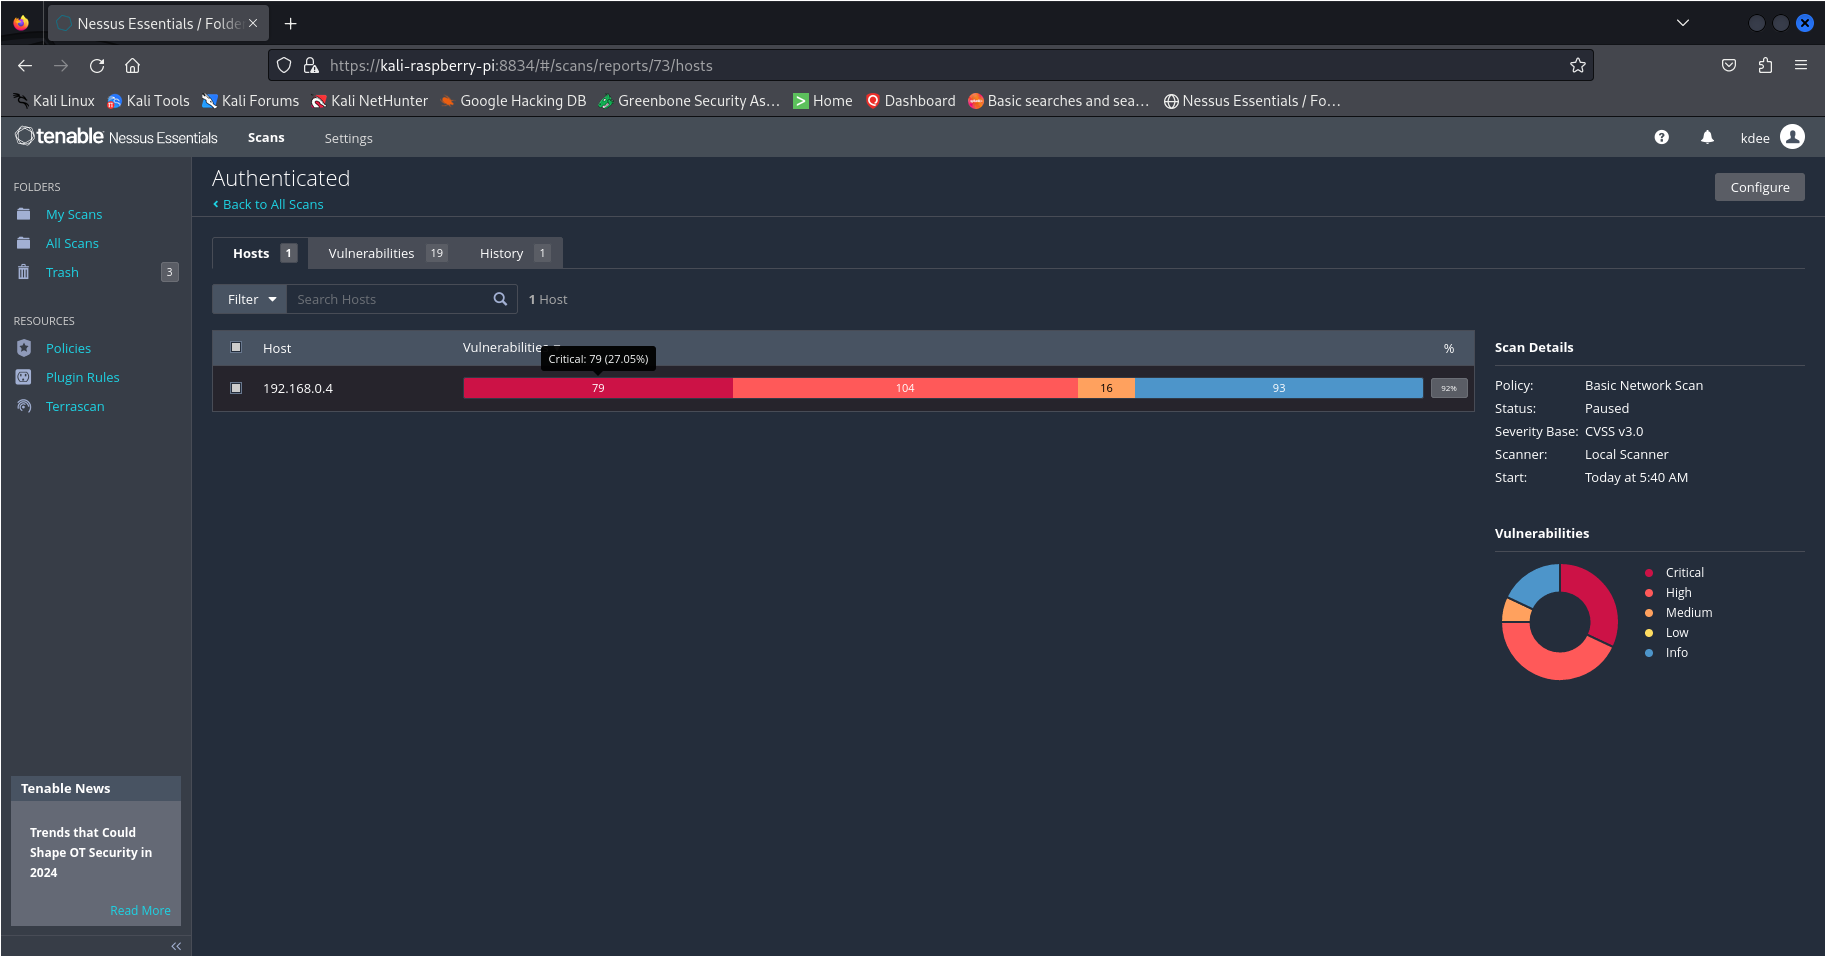 Nessus Essentials / Folde
https://kali-raspberry-pi:8834/#/scans/reports/73/hosts
Kali Linux Kali Tools Kali Forums Kali NetHunter Google Hacking DB Greenbone Security As… Home Dashboard Basic searches and sea… Nessus Essentials / Fo…
tenable Nessus Essentials Scans Settings kdee
FOLDERS
My Scans
All Scans
Trash 3
RESOURCES
Policies
Plugin Rules
Terrascan
Tenable News
Trends that Could
Shape OT Security in
2024
Read More
Authenticated
Back to All Scans
Configure
Hosts 1 Vulnerabilities 19 History 1
Filter Search Hosts 1 Host
Host Vulnerabilities %
Critical: 79 (27.05%)
192.168.0.4 79 104 16 93 92%
Scan Details
Policy: Basic Network Scan
Status: Paused
Severity Base: CVSS v3.0
Scanner: Local Scanner
Start: Today at 5:40 AM
Vulnerabilities
Critical
High
Medium
Low
Info